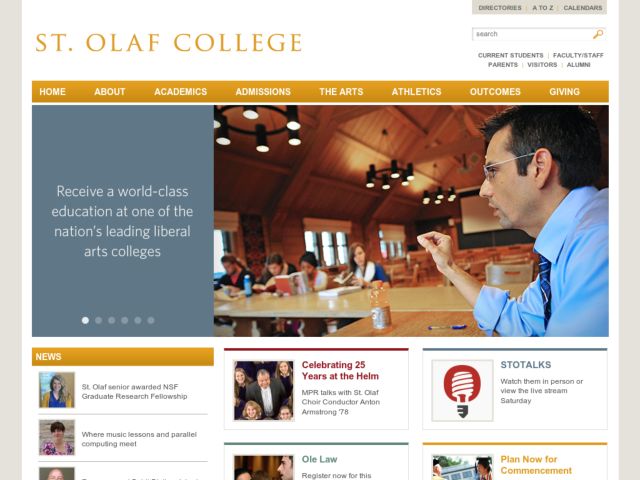 DIRECTORIES | A TO Z | CALENDARS
search
ST. OLAF COLLEGE
CURRENT STUDENTS | FACULTY/STAFF
PARENTS | VISITORS | ALUMNI
HOME ABOUT ACADEMICS ADMISSIONS THE ARTS ATHLETICS OUTCOMES GIVING
Receive a world-class
education at one of the
nation's leading liberal
arts colleges
NEWS
St. Olaf senior awarded NSF
Graduate Research Fellowship
Where music lessons and parallel
computing meet
Celebrating 25
Years at the Helm
MPR talks with St. Olaf
Choir Conductor Anton
Armstrong '78
STOTALKS
Watch them in person or
view the live stream
Saturday
Ole Law
Register now for this
Plan Now for
Commencement